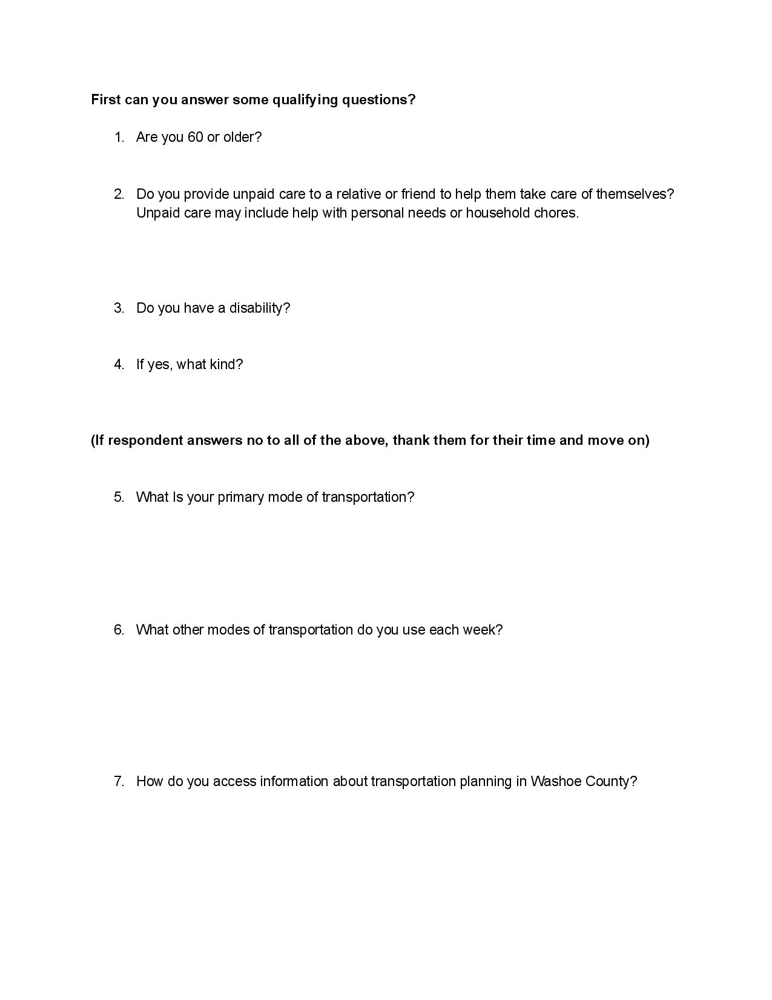 First can you answer some qualifying questions?
1. Are you 60 or older?
2. Do you provide unpaid care to a relative or friend to help them take care of themselves?
Unpaid care may include help with personal needs or household chores.
3. Do you have a disability?
4. If yes, what kind?
(If respondent answers no to all of the above, thank them for their time and move on)
5. What Is your primary mode of transportation?
6. What other modes of transportation do you use each week?
7. How do you access information about transportation planning in Washoe County?